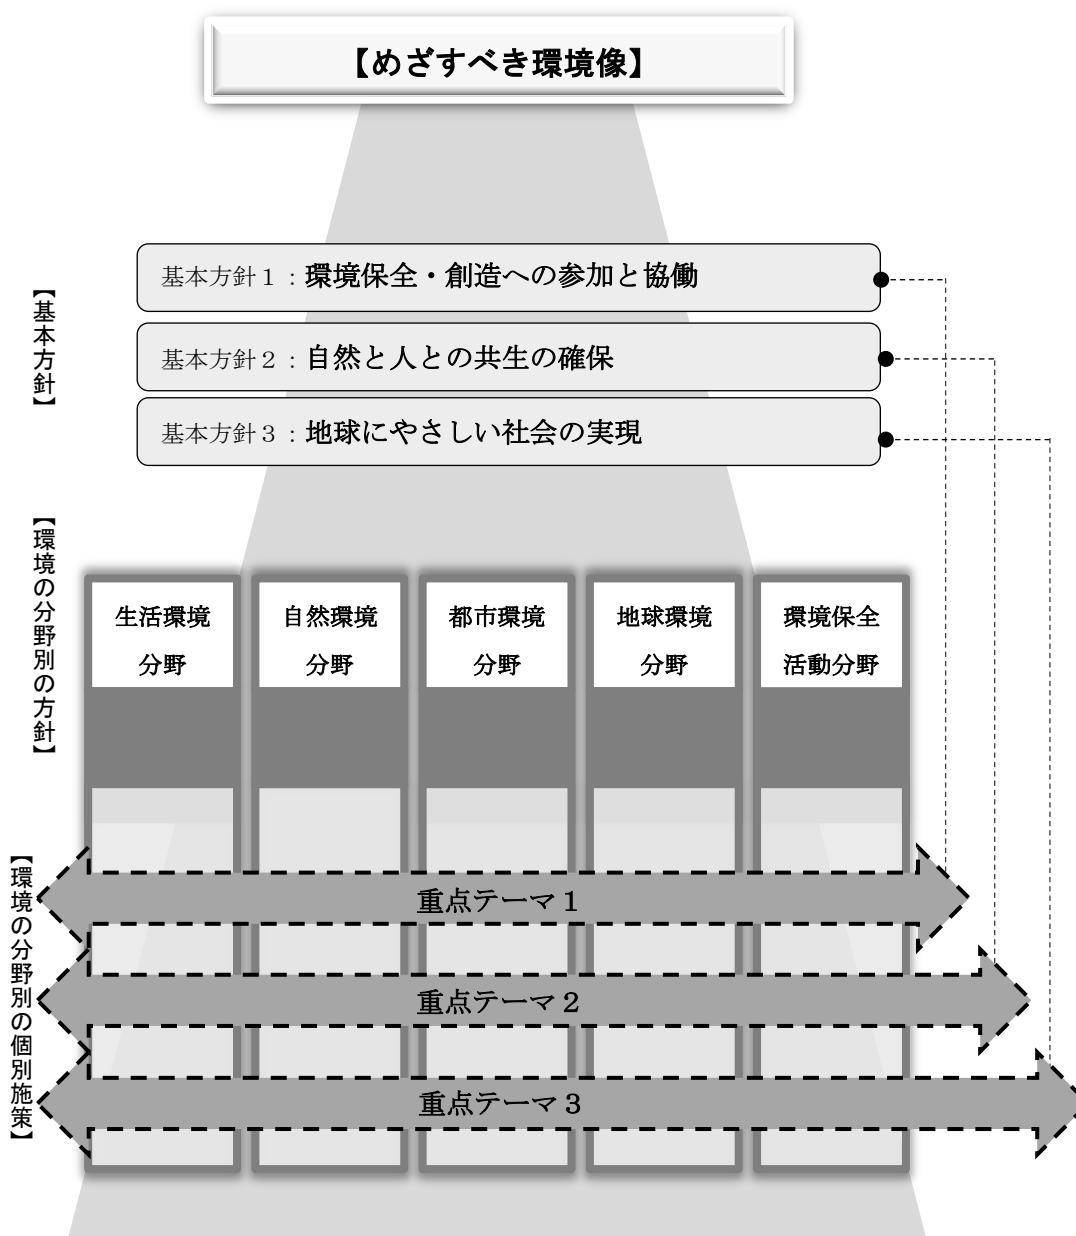 【めざすべき環境像】
【基本方針】
基本方針１：環境保全・創造への参加と協働
基本方針２：自然と人との共生の確保
基本方針３：地球にやさしい社会の実現
【環境の分野別の方針】
生活環境
分野
自然環境
分野
都市環境
分野
地球環境
分野
環境保全
活動分野
【環境の分野別の個別施策】
重点テーマ１
重点テーマ２
重点テーマ３